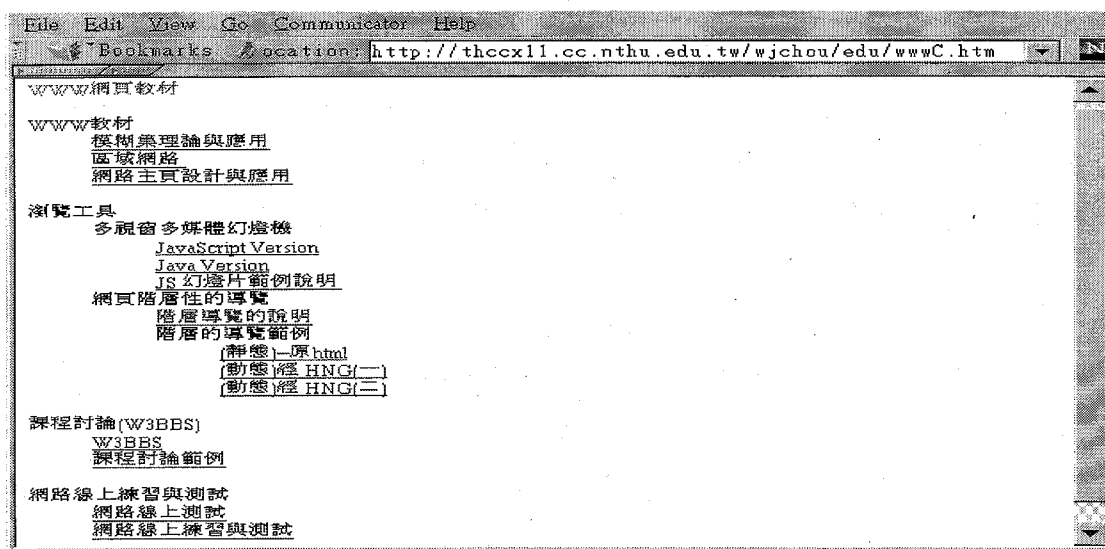 File Edit View Go Communicator Help
Bookmarks Location: http://thccx11.cc.nthu.edu.tw/wjchou/edu/wwwC.htm
WWW網頁教材
WWW教材
模糊集理論與應用
區域網路
網路主頁設計與應用
瀏覽工具
多視窗多媒體幻燈機
JavaScript Version
Java Version
JS 幻燈片範例說明
網頁階層性的導覽
階層導覽的說明
階層的導覽範例
(靜態)--原html
(動態)經 HNG(一)
(動態)經 HNG(二)
課程討論(W3BBS)
W3BBS
課程討論範例
網路線上練習與測試
網路線上測試
網路線上練習與測試